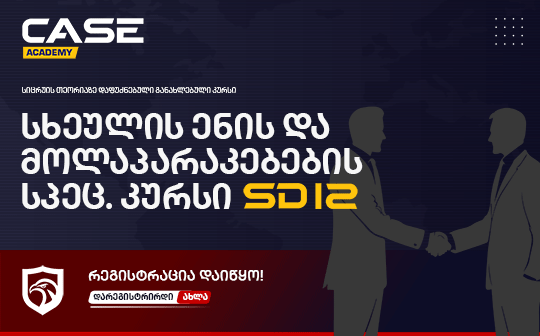 CASE
ACADEMY
სიცრუის თეორიაზე დაფუძნებული განახლებული კურსი
სხეულის ენის და
მოლაპარაკებების
სპეც. კურსი SD12
რეგისტრაცია დაიწყო!
დარეგისტრირდი ახლა